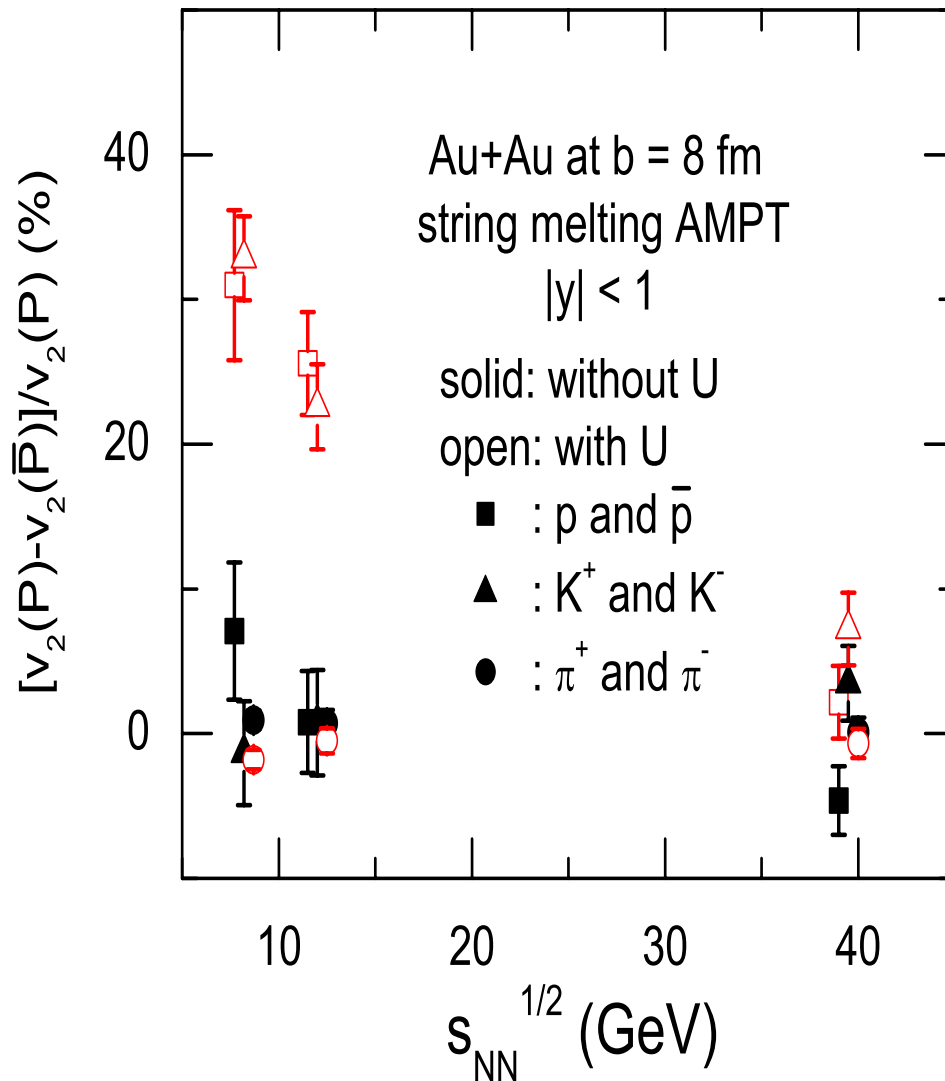 [v₂(P)-v₂(P̅)]/v₂(P) (%)
40
20
0
Au+Au at b = 8 fm
string melting AMPT
|y| < 1
solid: without U
open: with U
: p and p̅
: K⁺ and K⁻
: π⁺ and π⁻
10 20 30 40
s_NN^1/2 (GeV)